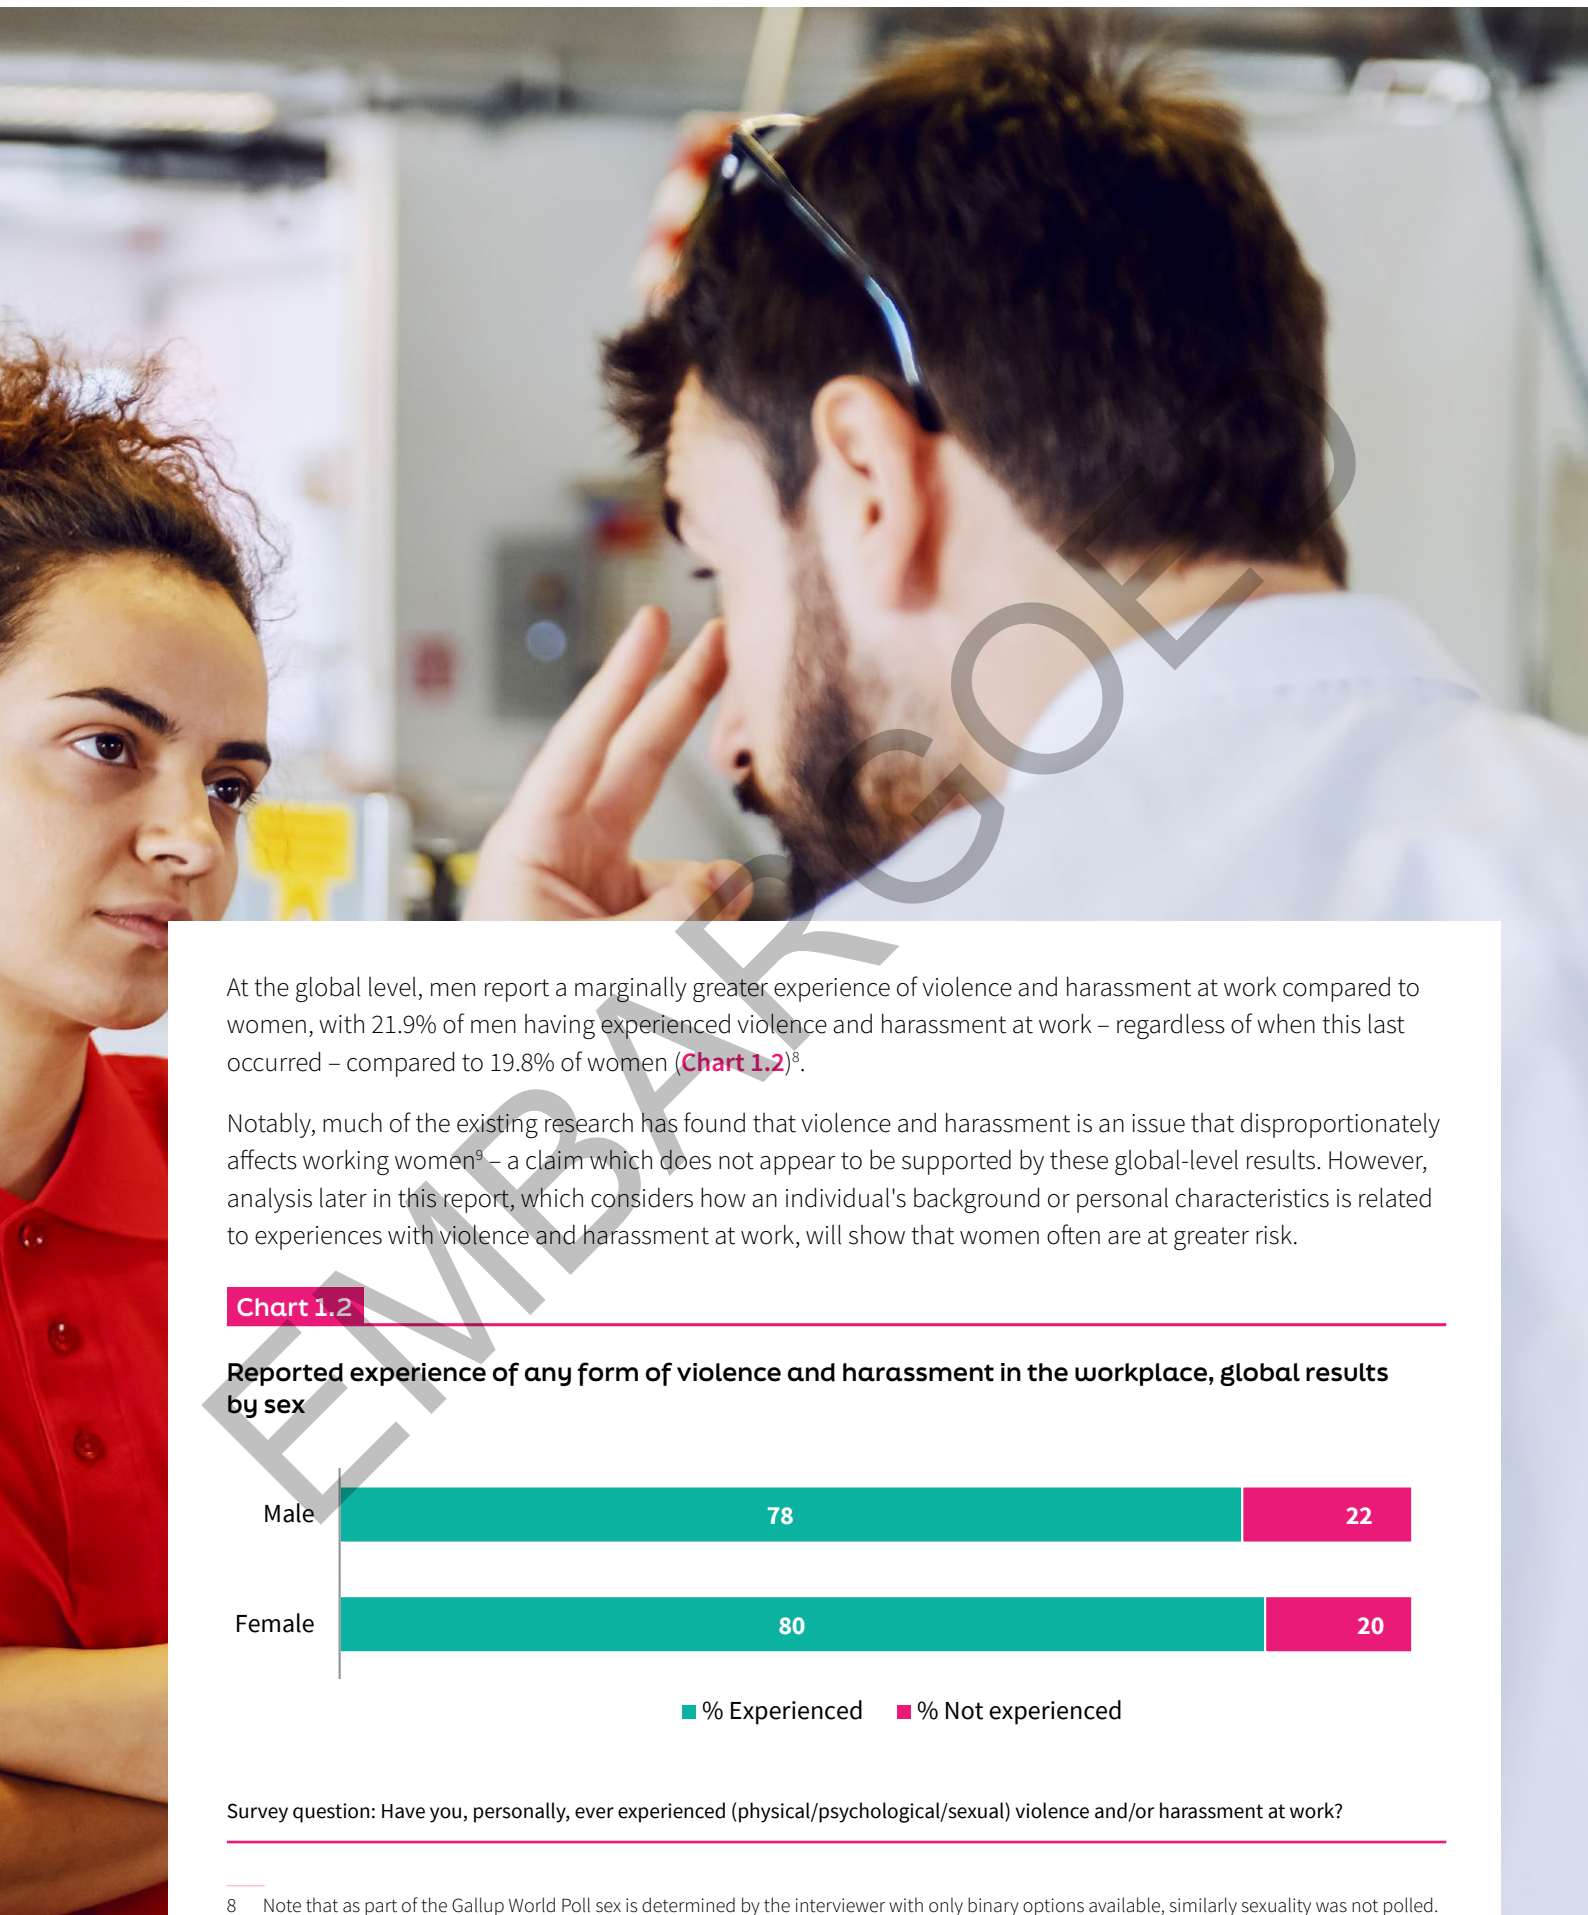 At the global level, men report a marginally greater experience of violence and harassment at work compared to
women, with 21.9% of men having experienced violence and harassment at work – regardless of when this last
occurred – compared to 19.8% of women (Chart 1.2)⁸.
Notably, much of the existing research has found that violence and harassment is an issue that disproportionately
affects working women⁹ – a claim which does not appear to be supported by these global-level results. However,
analysis later in this report, which considers how an individual's background or personal characteristics is related
to experiences with violence and harassment at work, will show that women often are at greater risk.
Chart 1.2
Reported experience of any form of violence and harassment in the workplace, global results
by sex
Male 78 22
Female 80 20
% Experienced % Not experienced
Survey question: Have you, personally, ever experienced (physical/psychological/sexual) violence and/or harassment at work?
8 Note that as part of the Gallup World Poll sex is determined by the interviewer with only binary options available, similarly sexuality was not polled.
EMBARGOED